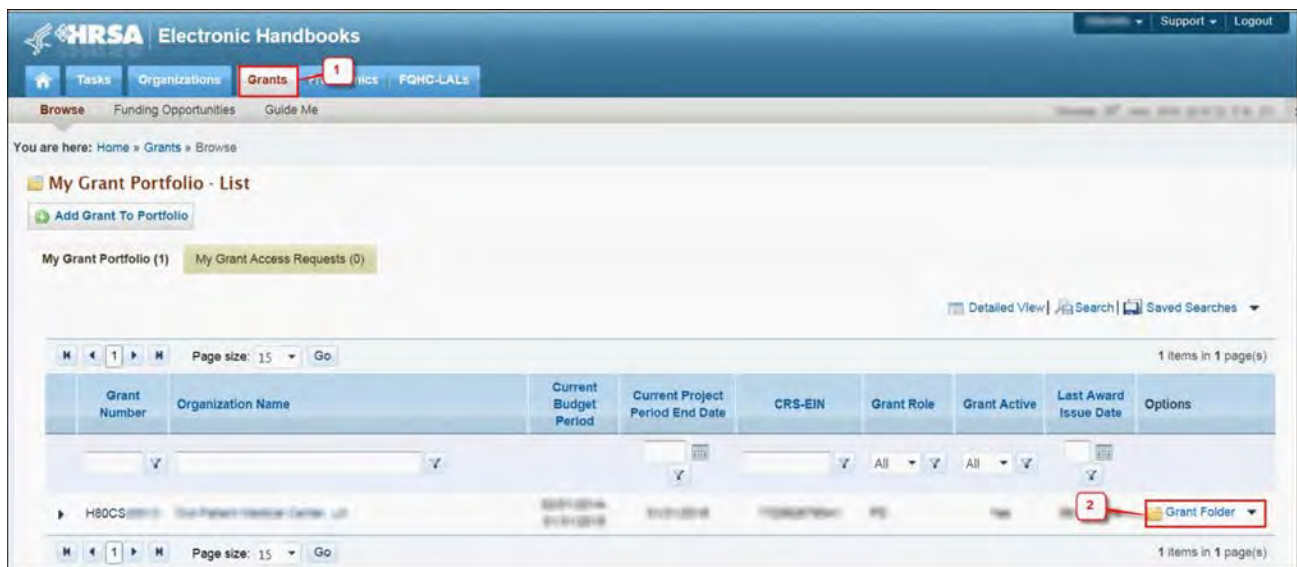 Support Logout
HRSA Electronic Handbooks
Tasks Organizations Grants 1 FQHC-LALs
Browse Funding Opportunities Guide Me
You are here: Home » Grants » Browse
My Grant Portfolio - List
Add Grant To Portfolio
My Grant Portfolio (1) My Grant Access Requests (0)
Detailed View | Search | Saved Searches
1 Page size: 15 Go 1 items in 1 page(s)
Grant Number Organization Name Current Budget Period Current Project Period End Date CRS-EIN Grant Role Grant Active Last Award Issue Date Options
All All
H80CS 2 Grant Folder
1 Page size: 15 Go 1 items in 1 page(s)